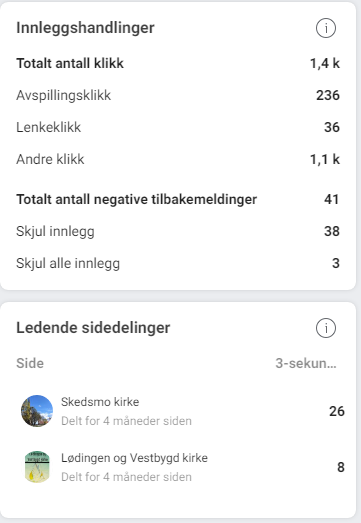 Innleggshandlinger
Totalt antall klikk 1,4 k
Avspillingsklikk 236
Lenkeklikk 36
Andre klikk 1,1 k
Totalt antall negative tilbakemeldinger 41
Skjul innlegg 38
Skjul alle innlegg 3
Ledende sidedelinger
Side 3-sekun...
Skedsmo kirke
Delt for 4 måneder siden 26
Lødingen og Vestbygd kirke
Delt for 4 måneder siden 8